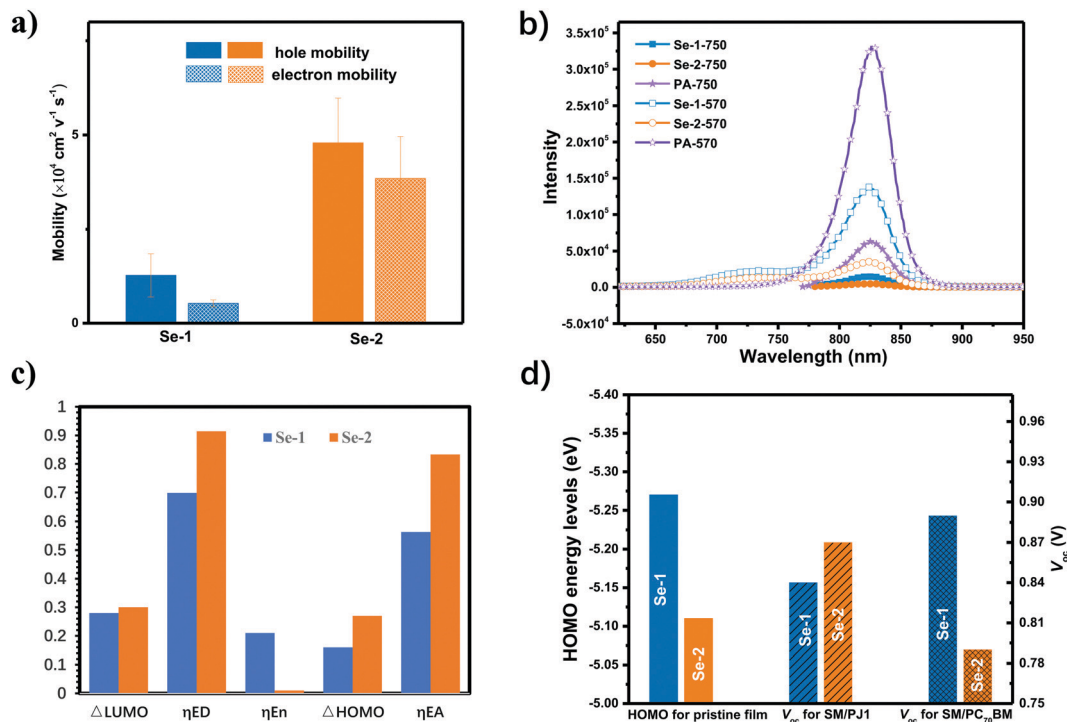 a)
hole mobility
electron mobility
Mobility (×10⁴ cm² v⁻¹ s⁻¹)
5
0
Se-1
Se-2
b)
Se-1-750
Se-2-750
PA-750
Se-1-570
Se-2-570
PA-570
Intensity
3.5x10⁵
3.0x10⁵
2.5x10⁵
2.0x10⁵
1.5x10⁵
1.0x10⁵
5.0x10⁴
0.0
-5.0x10⁴
650 700 750 800 850 900 950
Wavelength (nm)
c)
1
0.9
0.8
0.7
0.6
0.5
0.4
0.3
0.2
0.1
0
Se-1 Se-2
△LUMO ηED ηEn △HOMO ηEA
d)
HOMO energy levels (eV)
-5.40
-5.35
-5.30
-5.25
-5.20
-5.15
-5.10
-5.05
-5.00
Se-1
Se-2
Se-1
Se-2
Se-1
Se-2
0.96
0.93
0.90
0.87
0.84
0.81
0.78
0.75
Voc (V)
HOMO for pristine film Voc for SM/PJ1 Voc for SM/PC₇₀BM